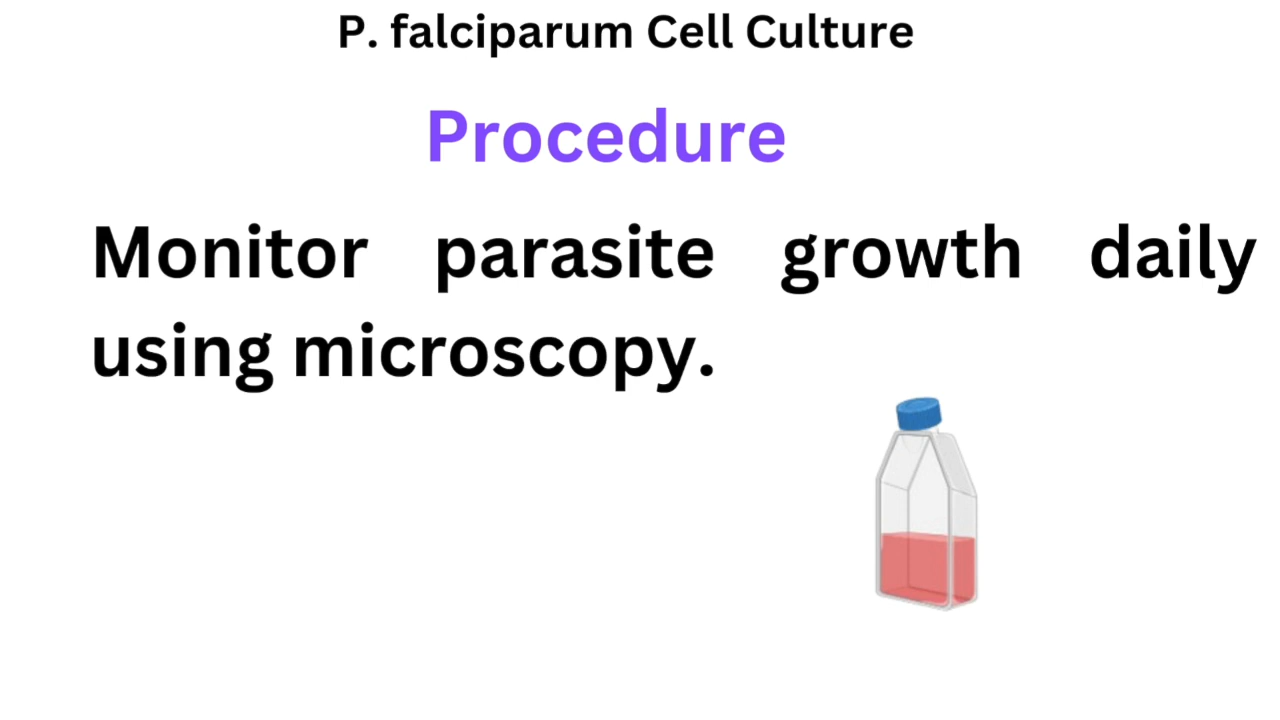 P. falciparum Cell Culture
Procedure
Monitor parasite growth daily
using microscopy.